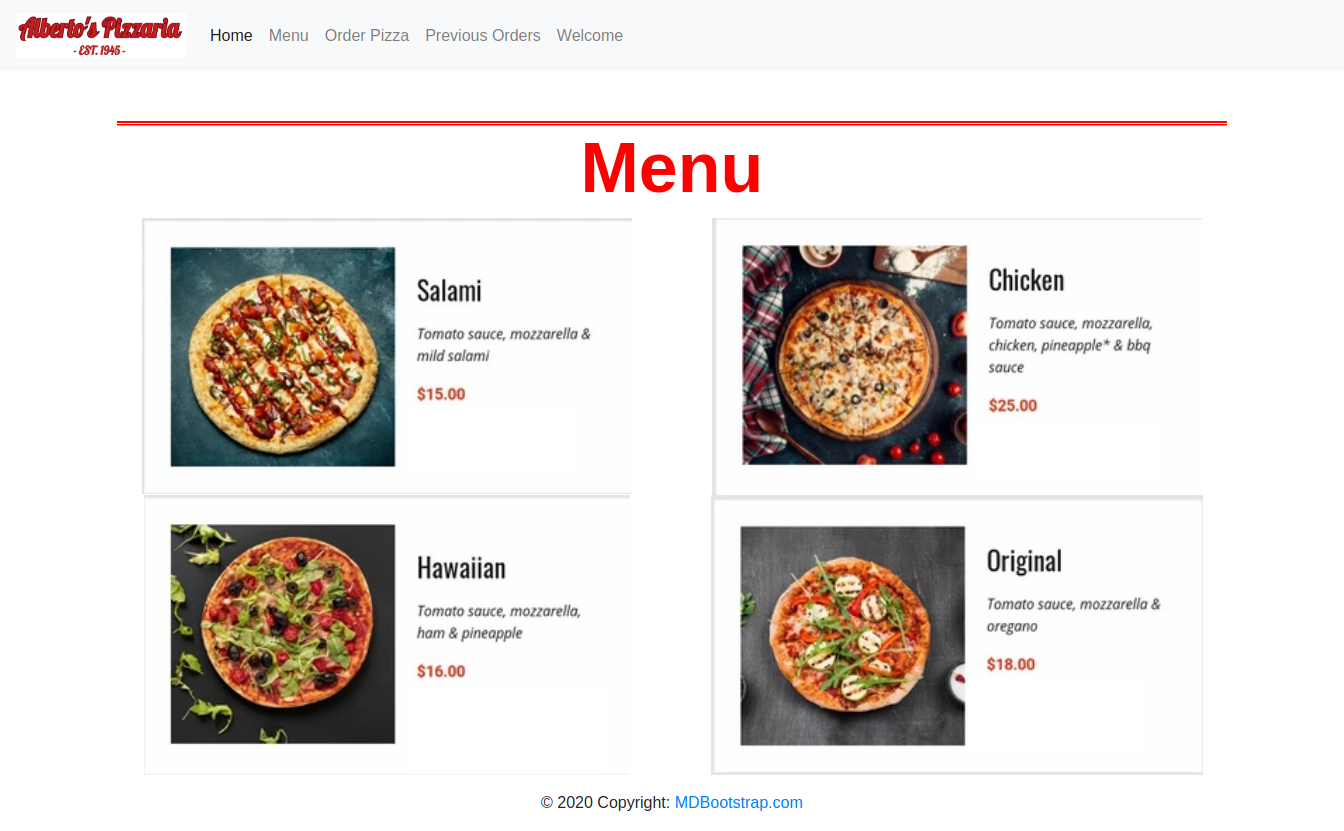 Alberto's Pizzaria
- EST. 1945 -
Home Menu Order Pizza Previous Orders Welcome
Menu
Salami
Tomato sauce, mozzarella &
mild salami
$15.00
Chicken
Tomato sauce, mozzarella,
chicken, pineapple* & bbq
sauce
$25.00
Hawaiian
Tomato sauce, mozzarella,
ham & pineapple
$16.00
Original
Tomato sauce, mozzarella &
oregano
$18.00
© 2020 Copyright: MDBootstrap.com